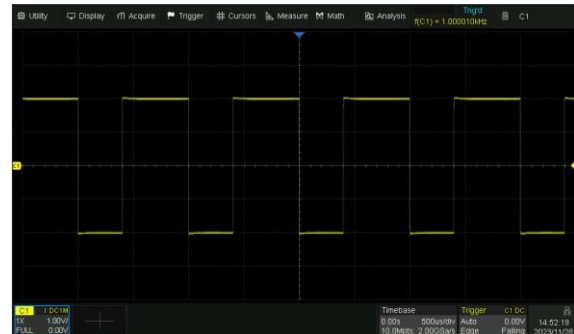 Utility Display Acquire Trigger Cursors Measure Math Analysis
Trig'd
f(C1) = 1.000010kHz
C1
C1
C1 DC1M
1X 1.00V/
FULL 0.00V
Timebase
0.00s 500us/div
10.0Mpts 2.00GSa/s
Trigger C1 DC
Auto 0.00V
Edge Falling
14:52:19
2023/11/28